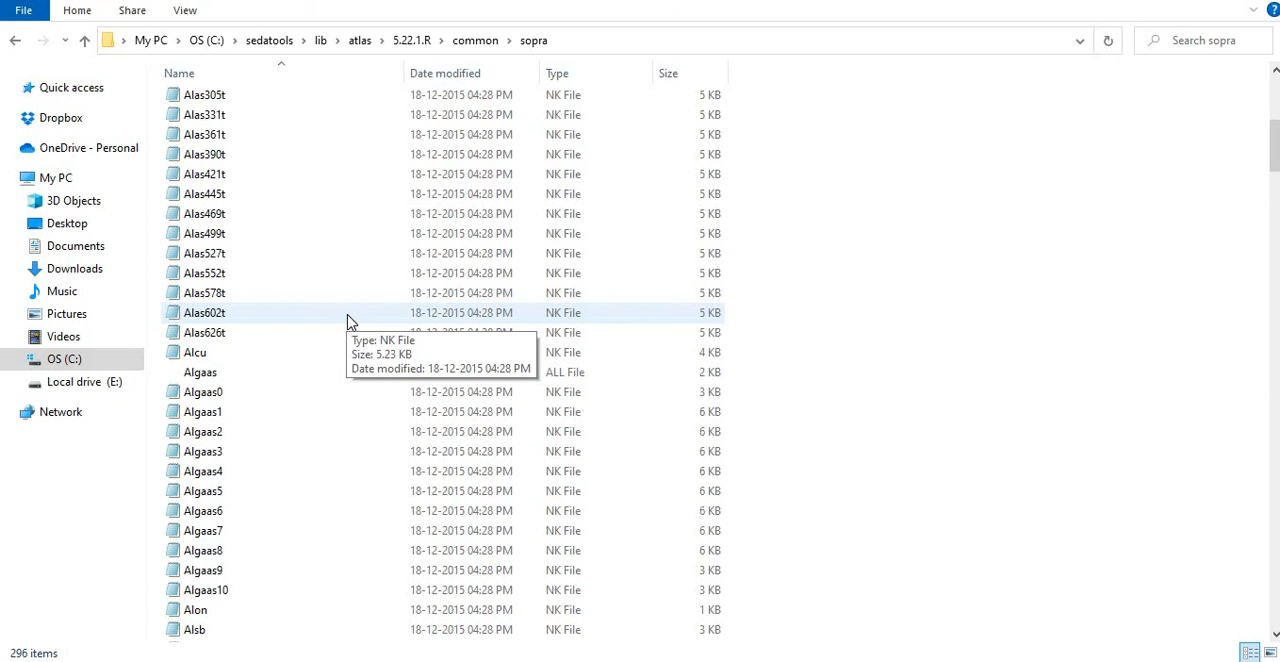 File Home Share View
My PC OS (C:) sedatools lib atlas 5.22.1.R common sopra Search sopra
Name Date modified Type Size
Quick access
Dropbox
OneDrive - Personal
My PC
3D Objects
Desktop
Documents
Downloads
Music
Pictures
Videos
OS (C:)
Local drive (E:)
Network
Alas305t 18-12-2015 04:28 PM NK File 5 KB
Alas331t 18-12-2015 04:28 PM NK File 5 KB
Alas361t 18-12-2015 04:28 PM NK File 5 KB
Alas390t 18-12-2015 04:28 PM NK File 5 KB
Alas421t 18-12-2015 04:28 PM NK File 5 KB
Alas445t 18-12-2015 04:28 PM NK File 5 KB
Alas469t 18-12-2015 04:28 PM NK File 5 KB
Alas499t 18-12-2015 04:28 PM NK File 5 KB
Alas527t 18-12-2015 04:28 PM NK File 5 KB
Alas552t 18-12-2015 04:28 PM NK File 5 KB
Alas578t 18-12-2015 04:28 PM NK File 5 KB
Alas602t 18-12-2015 04:28 PM NK File 5 KB
Alas626t 18-12-2015 04:28 PM NK File 5 KB
Alcu NK File 4 KB
Algaas ALL File 2 KB
Type: NK File
Size: 5.23 KB
Date modified: 18-12-2015 04:28 PM
Algaas0 18-12-2015 04:28 PM NK File 3 KB
Algaas1 18-12-2015 04:28 PM NK File 6 KB
Algaas2 18-12-2015 04:28 PM NK File 6 KB
Algaas3 18-12-2015 04:28 PM NK File 6 KB
Algaas4 18-12-2015 04:28 PM NK File 6 KB
Algaas5 18-12-2015 04:28 PM NK File 6 KB
Algaas6 18-12-2015 04:28 PM NK File 6 KB
Algaas7 18-12-2015 04:28 PM NK File 6 KB
Algaas8 18-12-2015 04:28 PM NK File 6 KB
Algaas9 18-12-2015 04:28 PM NK File 3 KB
Algaas10 18-12-2015 04:28 PM NK File 3 KB
Alon 18-12-2015 04:28 PM NK File 1 KB
Alsb 18-12-2015 04:28 PM NK File 3 KB
296 items